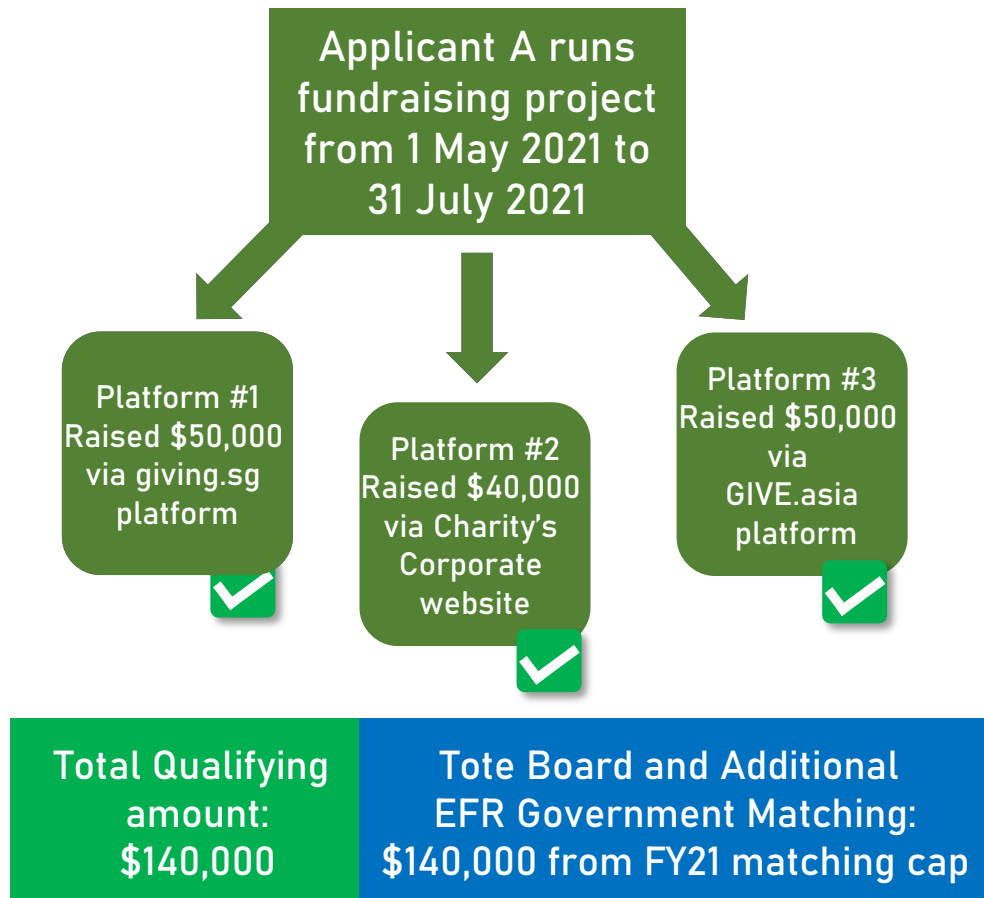 Applicant A runs
fundraising project
from 1 May 2021 to
31 July 2021
Platform #1
Raised $50,000
via giving.sg
platform
Platform #2
Raised $40,000
via Charity's
Corporate
website
Platform #3
Raised $50,000
via
GIVE.asia
platform
Total Qualifying
amount:
$140,000
Tote Board and Additional
EFR Government Matching:
$140,000 from FY21 matching cap